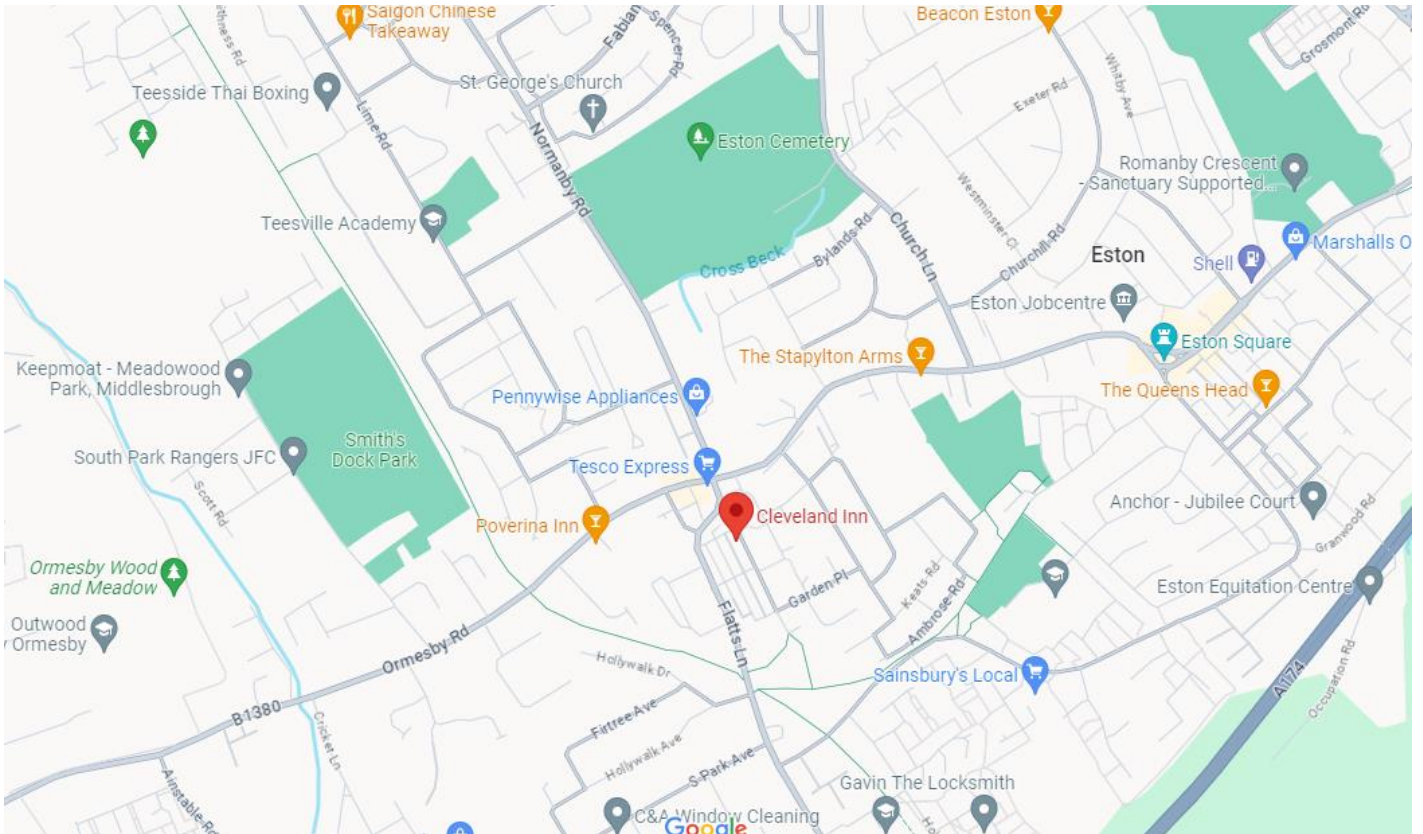 Saigon Chinese
Takeaway
Fabian
Spencer Rd
Beacon Eston
Grosmont Rd
Teesside Thai Boxing
St. George's Church
Lime Rd
Normanby Rd
Eston Cemetery
Exeter Rd
Whitby Ave
Romanby Crescent
- Sanctuary Supported...
Teesville Academy
Westminster Cl
Cross Beck
Bylands Rd
Church Ln
Churchill Rd
Eston
Shell
Marshalls O
Eston Jobcentre
Eston Square
Keepmoat - Meadowood
Park, Middlesbrough
The Stapylton Arms
Pennywise Appliances
The Queens Head
Smith's
Dock Park
South Park Rangers JFC
Tesco Express
Scott Rd
Poverina Inn
Cleveland Inn
Anchor - Jubilee Court
Granwood Rd
Ormesby Wood
and Meadow
Garden Pl
Keats Rd
Ambrose Rd
Eston Equitation Centre
Outwood
Ormesby
Ormesby Rd
Flatts Ln
Hollywalk Dr
Sainsbury's Local
A174
Occupation Rd
B1380
Cricket Ln
Firtree Ave
Hollywalk Ave
S Park Ave
Ainstable Rd
Gavin The Locksmith
C&A Window Cleaning
Google